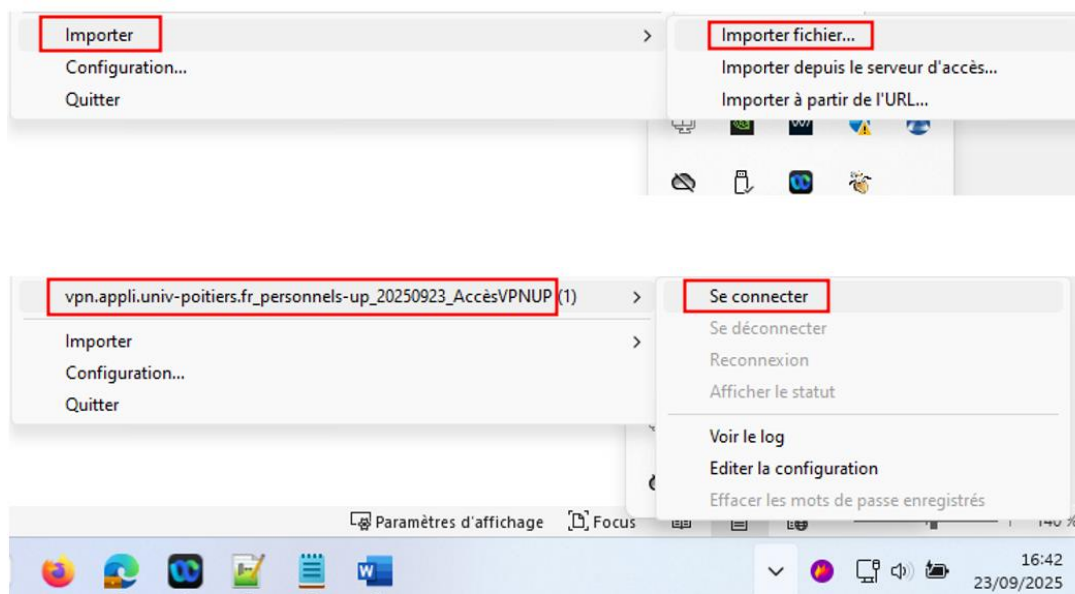 Importer
Configuration...
Quitter
Importer fichier...
Importer depuis le serveur d'accès...
Importer à partir de l'URL...
vpn.appli.univ-poitiers.fr_personnels-up_20250923_AccèsVPNUP (1)
Importer
Configuration...
Quitter
Se connecter
Se déconnecter
Reconnexion
Afficher le statut
Voir le log
Editer la configuration
Effacer les mots de passe enregistrés
Paramètres d'affichage
Focus
16:42
23/09/2025